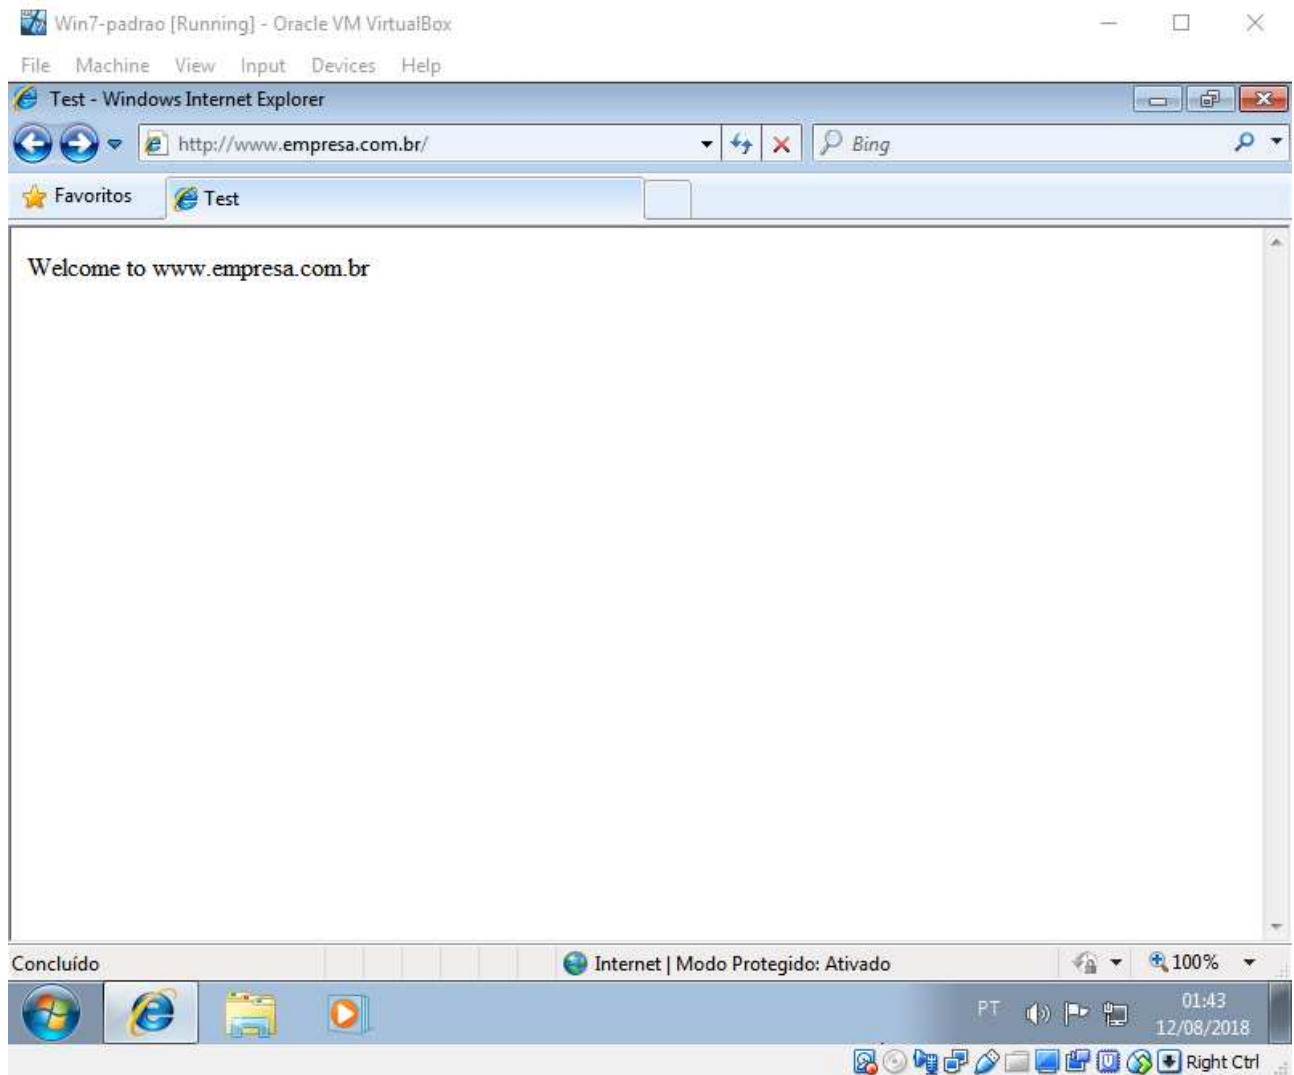 Win7-padrao [Running] - Oracle VM VirtualBox
File Machine View Input Devices Help
Test - Windows Internet Explorer
http://www.empresa.com.br/
Bing
Favoritos
Test
Welcome to www.empresa.com.br
Concluído
Internet | Modo Protegido: Ativado
100%
PT
01:43
12/08/2018
Right Ctrl